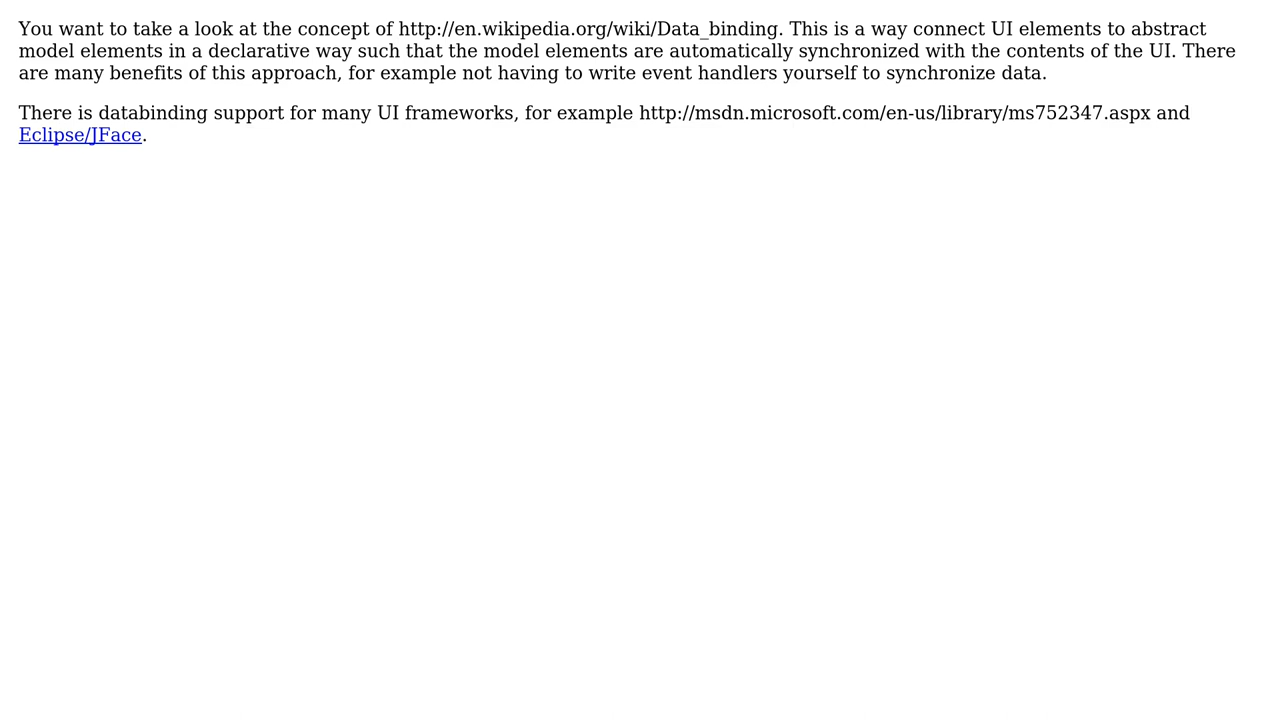 You want to take a look at the concept of http://en.wikipedia.org/wiki/Data_binding. This is a way connect UI elements to abstract
model elements in a declarative way such that the model elements are automatically synchronized with the contents of the UI. There
are many benefits of this approach, for example not having to write event handlers yourself to synchronize data.
There is databinding support for many UI frameworks, for example http://msdn.microsoft.com/en-us/library/ms752347.aspx and
Eclipse/JFace.